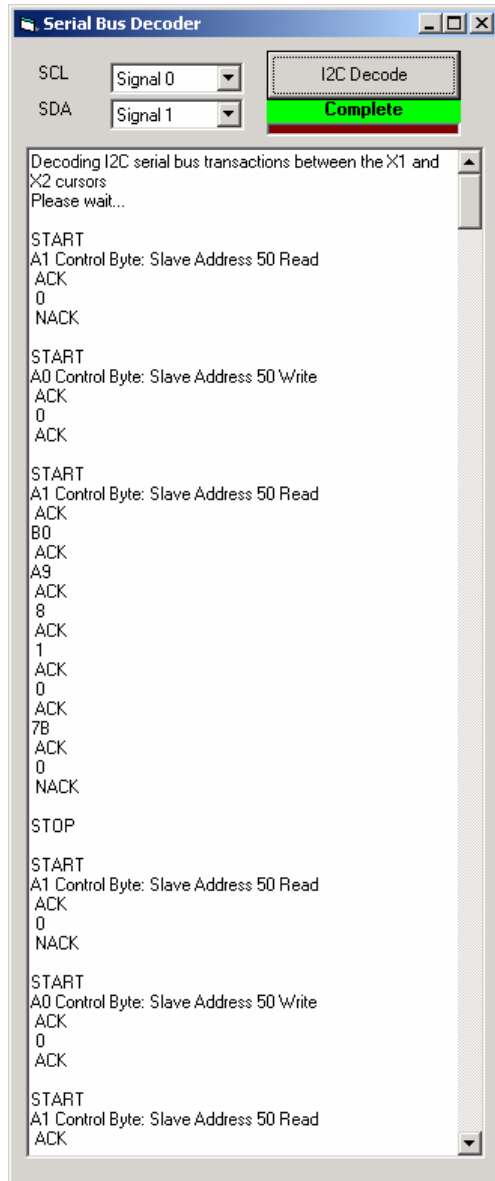 Serial Bus Decoder
SCL
Signal 0
I2C Decode
SDA
Signal 1
Complete
Decoding I2C serial bus transactions between the X1 and
X2 cursors
Please wait...
START
A1 Control Byte: Slave Address 50 Read
ACK
0
NACK
START
A0 Control Byte: Slave Address 50 Write
ACK
0
ACK
START
A1 Control Byte: Slave Address 50 Read
ACK
B0
ACK
A9
ACK
8
ACK
1
ACK
0
ACK
7B
ACK
0
NACK
STOP
START
A1 Control Byte: Slave Address 50 Read
ACK
0
NACK
START
A0 Control Byte: Slave Address 50 Write
ACK
0
ACK
START
A1 Control Byte: Slave Address 50 Read
ACK